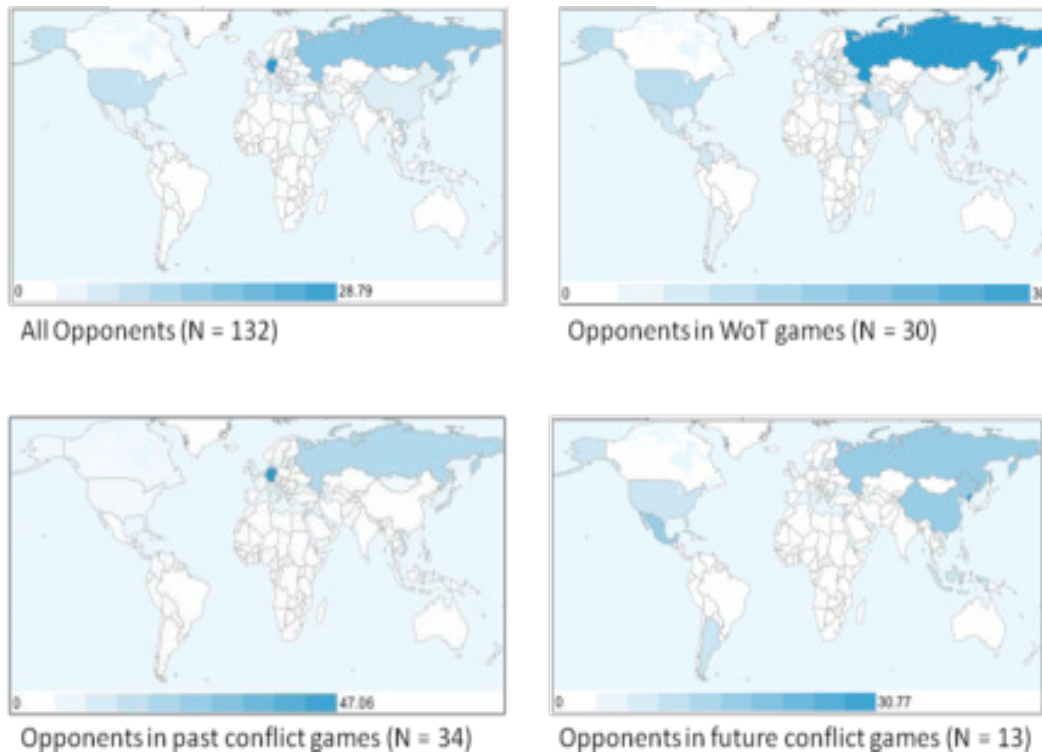 0 28.79
0 30
All Opponents (N = 132)
Opponents in WoT games (N = 30)
0 47.06
0 30.77
Opponents in past conflict games (N = 34)
Opponents in future conflict games (N = 13)